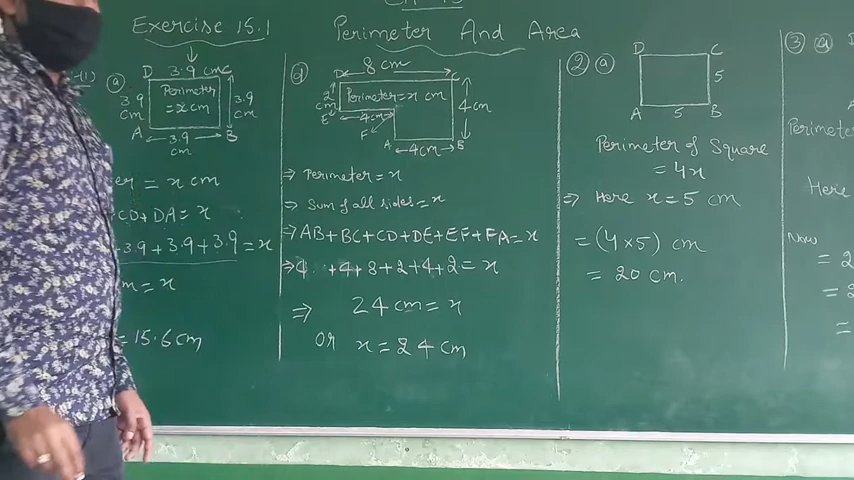 Exercise 15.1
Perimeter And Area
a
D 3.9 cm C
Perimeter
= x cm
3.9
cm
3.9
cm
A 3.9 B
cm
= x cm
CD+DA= x
3.9+3.9+3.9 = x
m = x
= 15.6 cm
d
8 cm
D C
2
cm
Perimeter = x cm
4 cm
E 4 cm
F
A 4 cm B
⇒ Perimeter = x
⇒ Sum of all sides = x
⇒ AB+BC+CD+DE+EF+FA= x
⇒ 4 +4+8+2+4+2 = x
⇒ 24 cm = x
or x = 24 cm
2 a
D C
5
A 5 B
Perimeter of Square
= 4x
⇒ Here x = 5 cm
= (4×5) cm
= 20 cm.
3 a
Perimeter
Here
Now
= 2
=
=